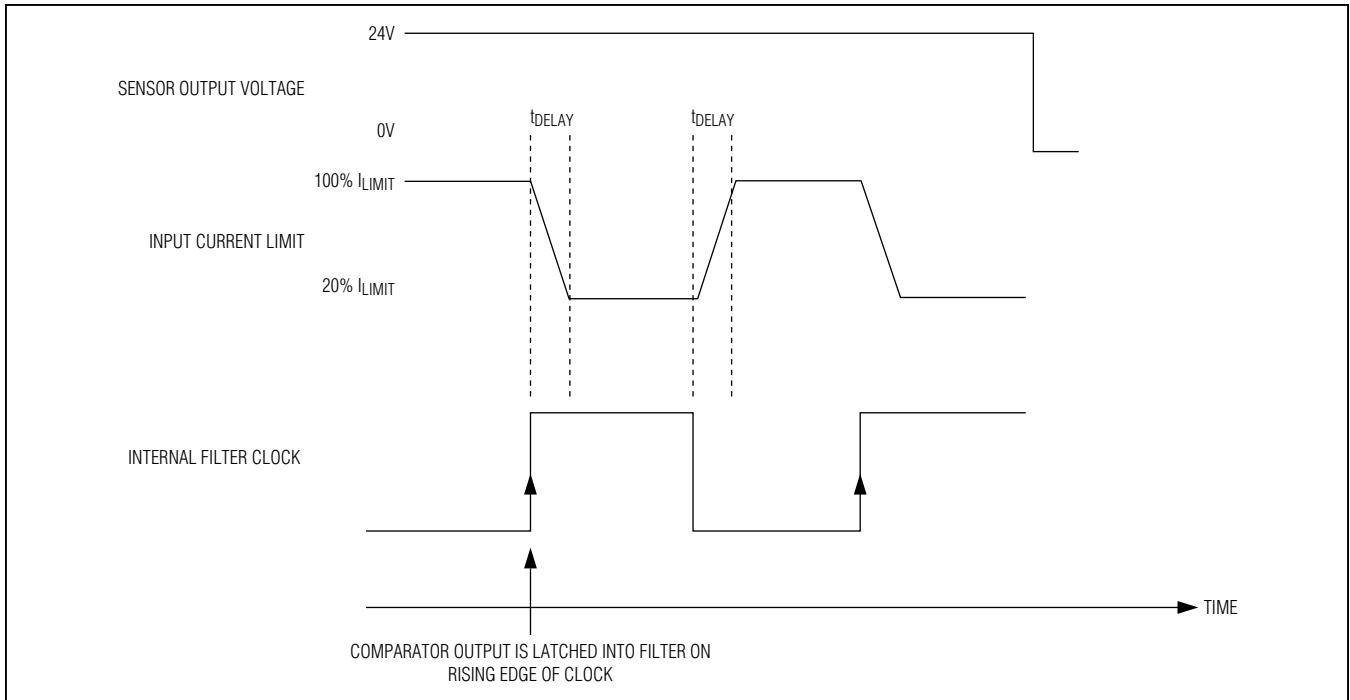 24V
SENSOR OUTPUT VOLTAGE
0V
tDELAY
tDELAY
100% ILIMIT
INPUT CURRENT LIMIT
20% ILIMIT
INTERNAL FILTER CLOCK
TIME
COMPARATOR OUTPUT IS LATCHED INTO FILTER ON
RISING EDGE OF CLOCK